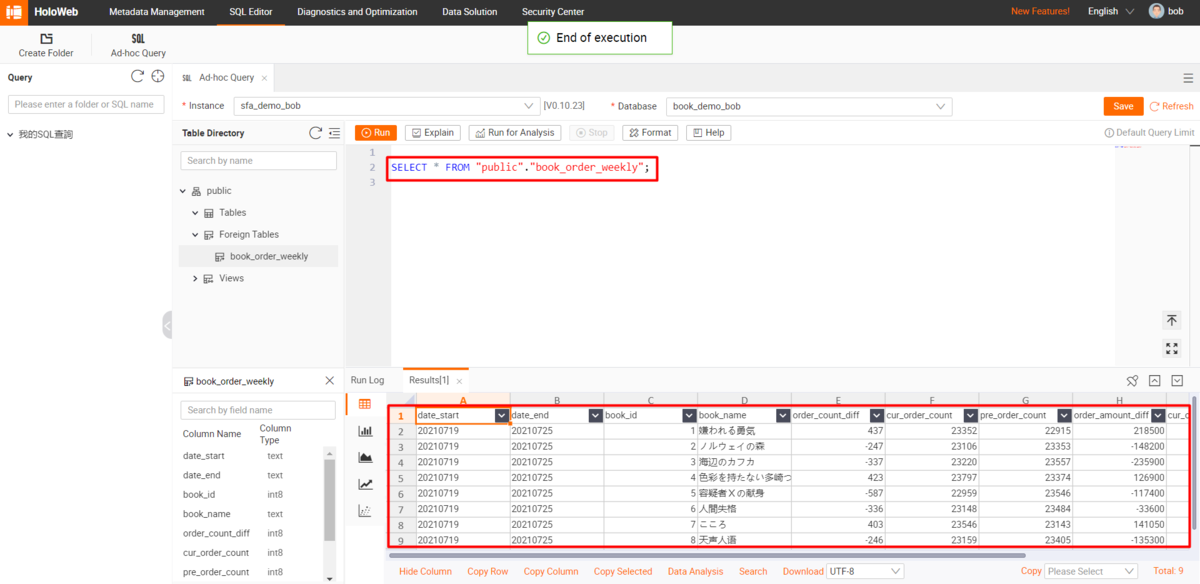 HoloWeb Metadata Management SQL Editor Diagnostics and Optimization Data Solution Security Center New Features! English bob
End of execution
Create Folder SQL Ad-hoc Query
Query
SQL Ad-hoc Query
Please enter a folder or SQL name
我的SQL查詢
* Instance sfa_demo_bob [V0.10.23] * Database book_demo_bob Save Refresh
Table Directory
Run Explain Run for Analysis Stop Format Help Default Query Limit
Search by name
public
Tables
Foreign Tables
book_order_weekly
Views
1
2 SELECT * FROM "public"."book_order_weekly";
3
book_order_weekly
Search by field name
Column Name Column Type
date_start text
date_end text
book_id int8
book_name text
order_count_diff int8
cur_order_count int8
pre_order_count int8
Run Log Results[1]
A B C D E F G H
1 date_start date_end book_id book_name order_count_diff cur_order_count pre_order_count order_amount_diff
2 20210719 20210725 1 嫌われる勇気 437 23352 22915 218500
3 20210719 20210725 2 ノルウェイの森 -247 23106 23353 -148200
4 20210719 20210725 3 海辺のカフカ -337 23220 23557 -235900
5 20210719 20210725 4 色彩を持たない多崎つ 423 23797 23374 126900
6 20210719 20210725 5 容疑者Ｘの献身 -587 22959 23546 -117400
7 20210719 20210725 6 人間失格 -336 23148 23484 -33600
8 20210719 20210725 7 こころ 403 23546 23143 141050
9 20210719 20210725 8 天声人语 -246 23159 23405 -135300
Hide Column Copy Row Copy Column Copy Selected Data Analysis Search Download UTF-8 Copy Please Select Total: 9